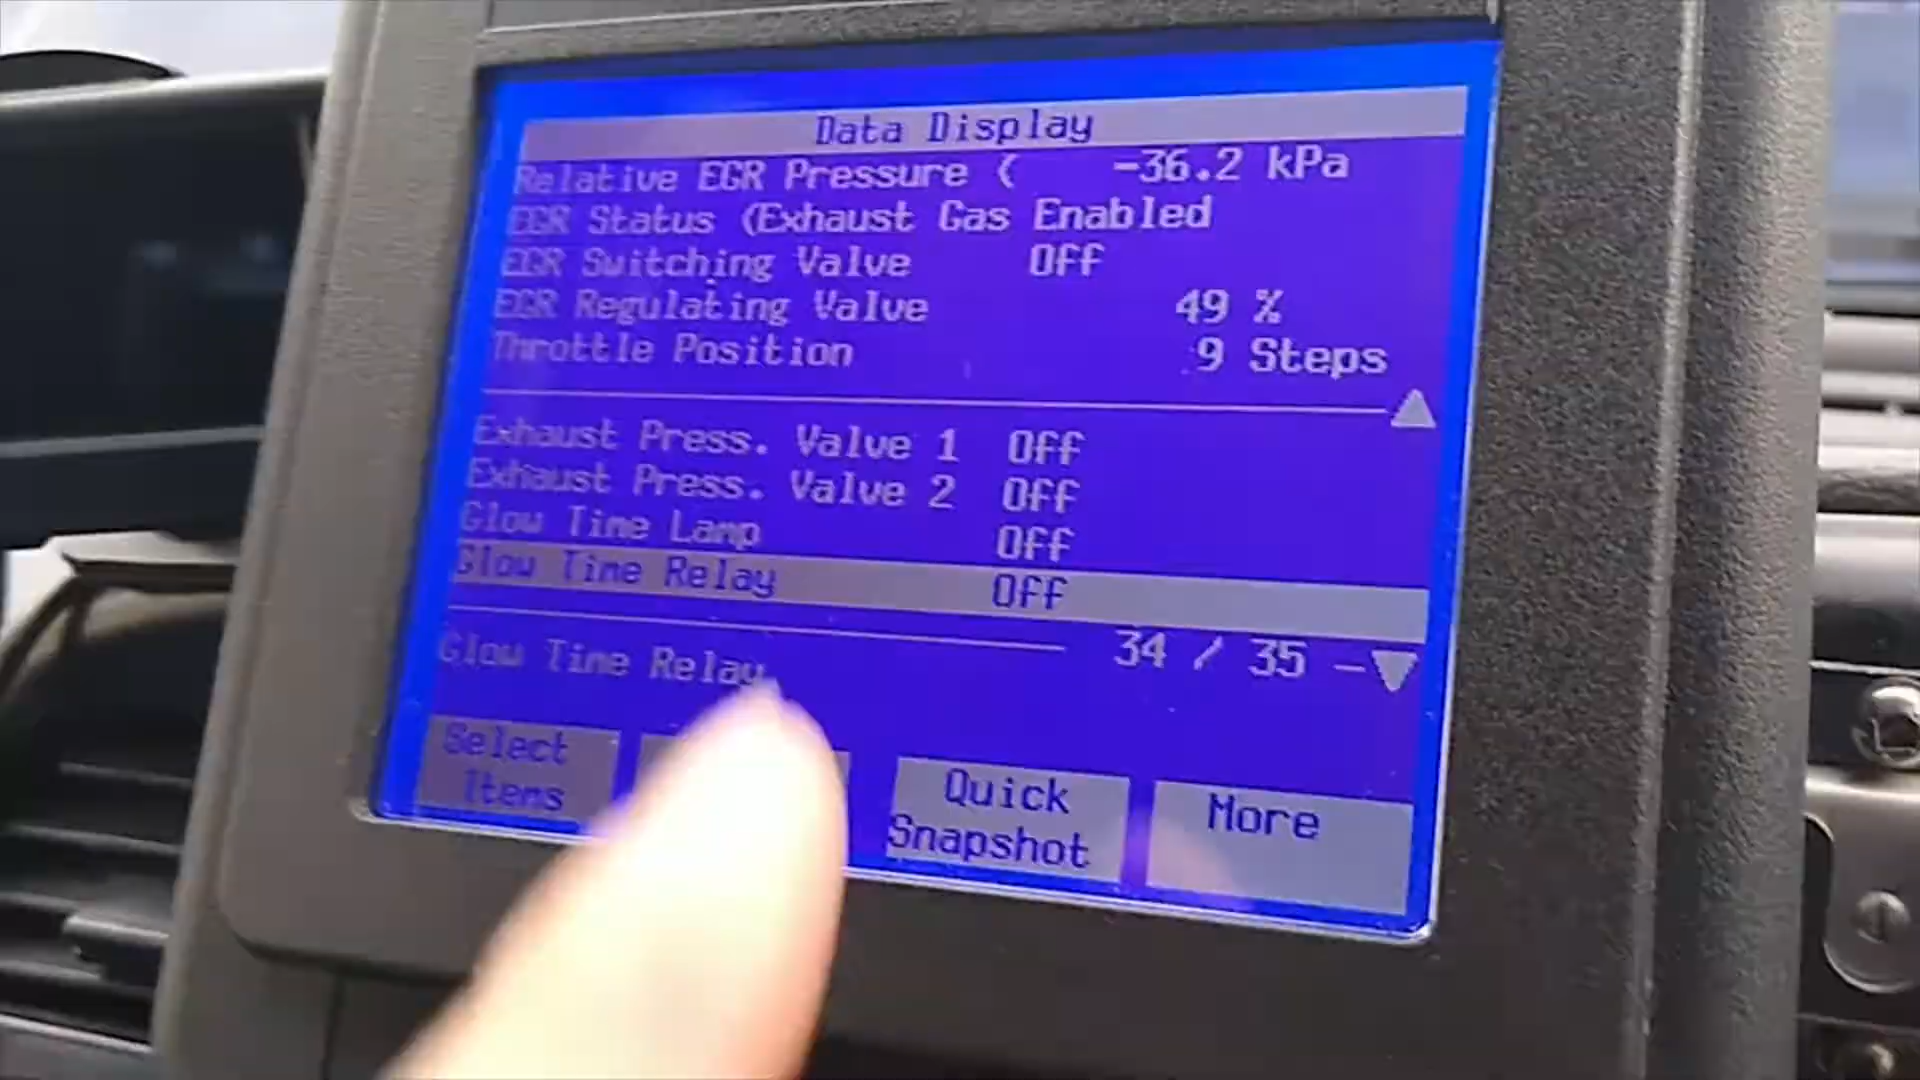 Data Display
Relative EGR Pressure ( -36.2 kPa
EGR Status (Exhaust Gas Enabled
EGR Switching Valve Off
EGR Regulating Valve 49 %
Throttle Position 9 Steps
Exhaust Press. Valve 1 Off
Exhaust Press. Valve 2 Off
Glow Time Lamp Off
Glow Time Relay Off
34 / 35
Glow Time Relay
Select Items
Quick Snapshot
More